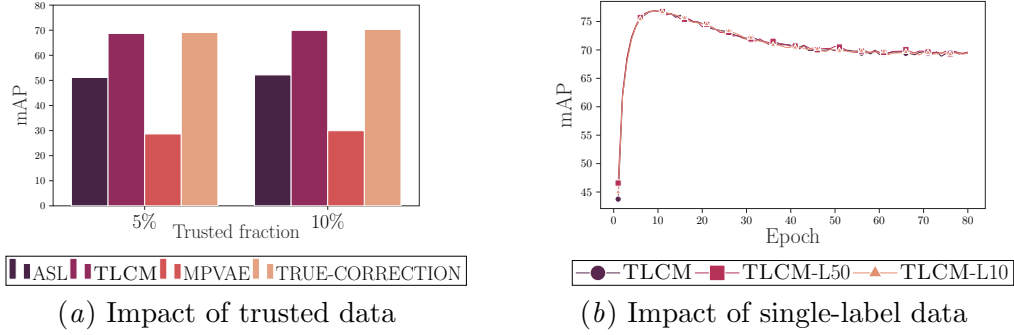 80
70
60
50
40
30
20
10
0
mAP
5%
10%
Trusted fraction
ASL TLCM MPVAE TRUE-CORRECTION
(a) Impact of trusted data
75
70
65
60
55
50
45
mAP
0 10 20 30 40 50 60 70 80
Epoch
TLCM TLCM-L50 TLCM-L10
(b) Impact of single-label data